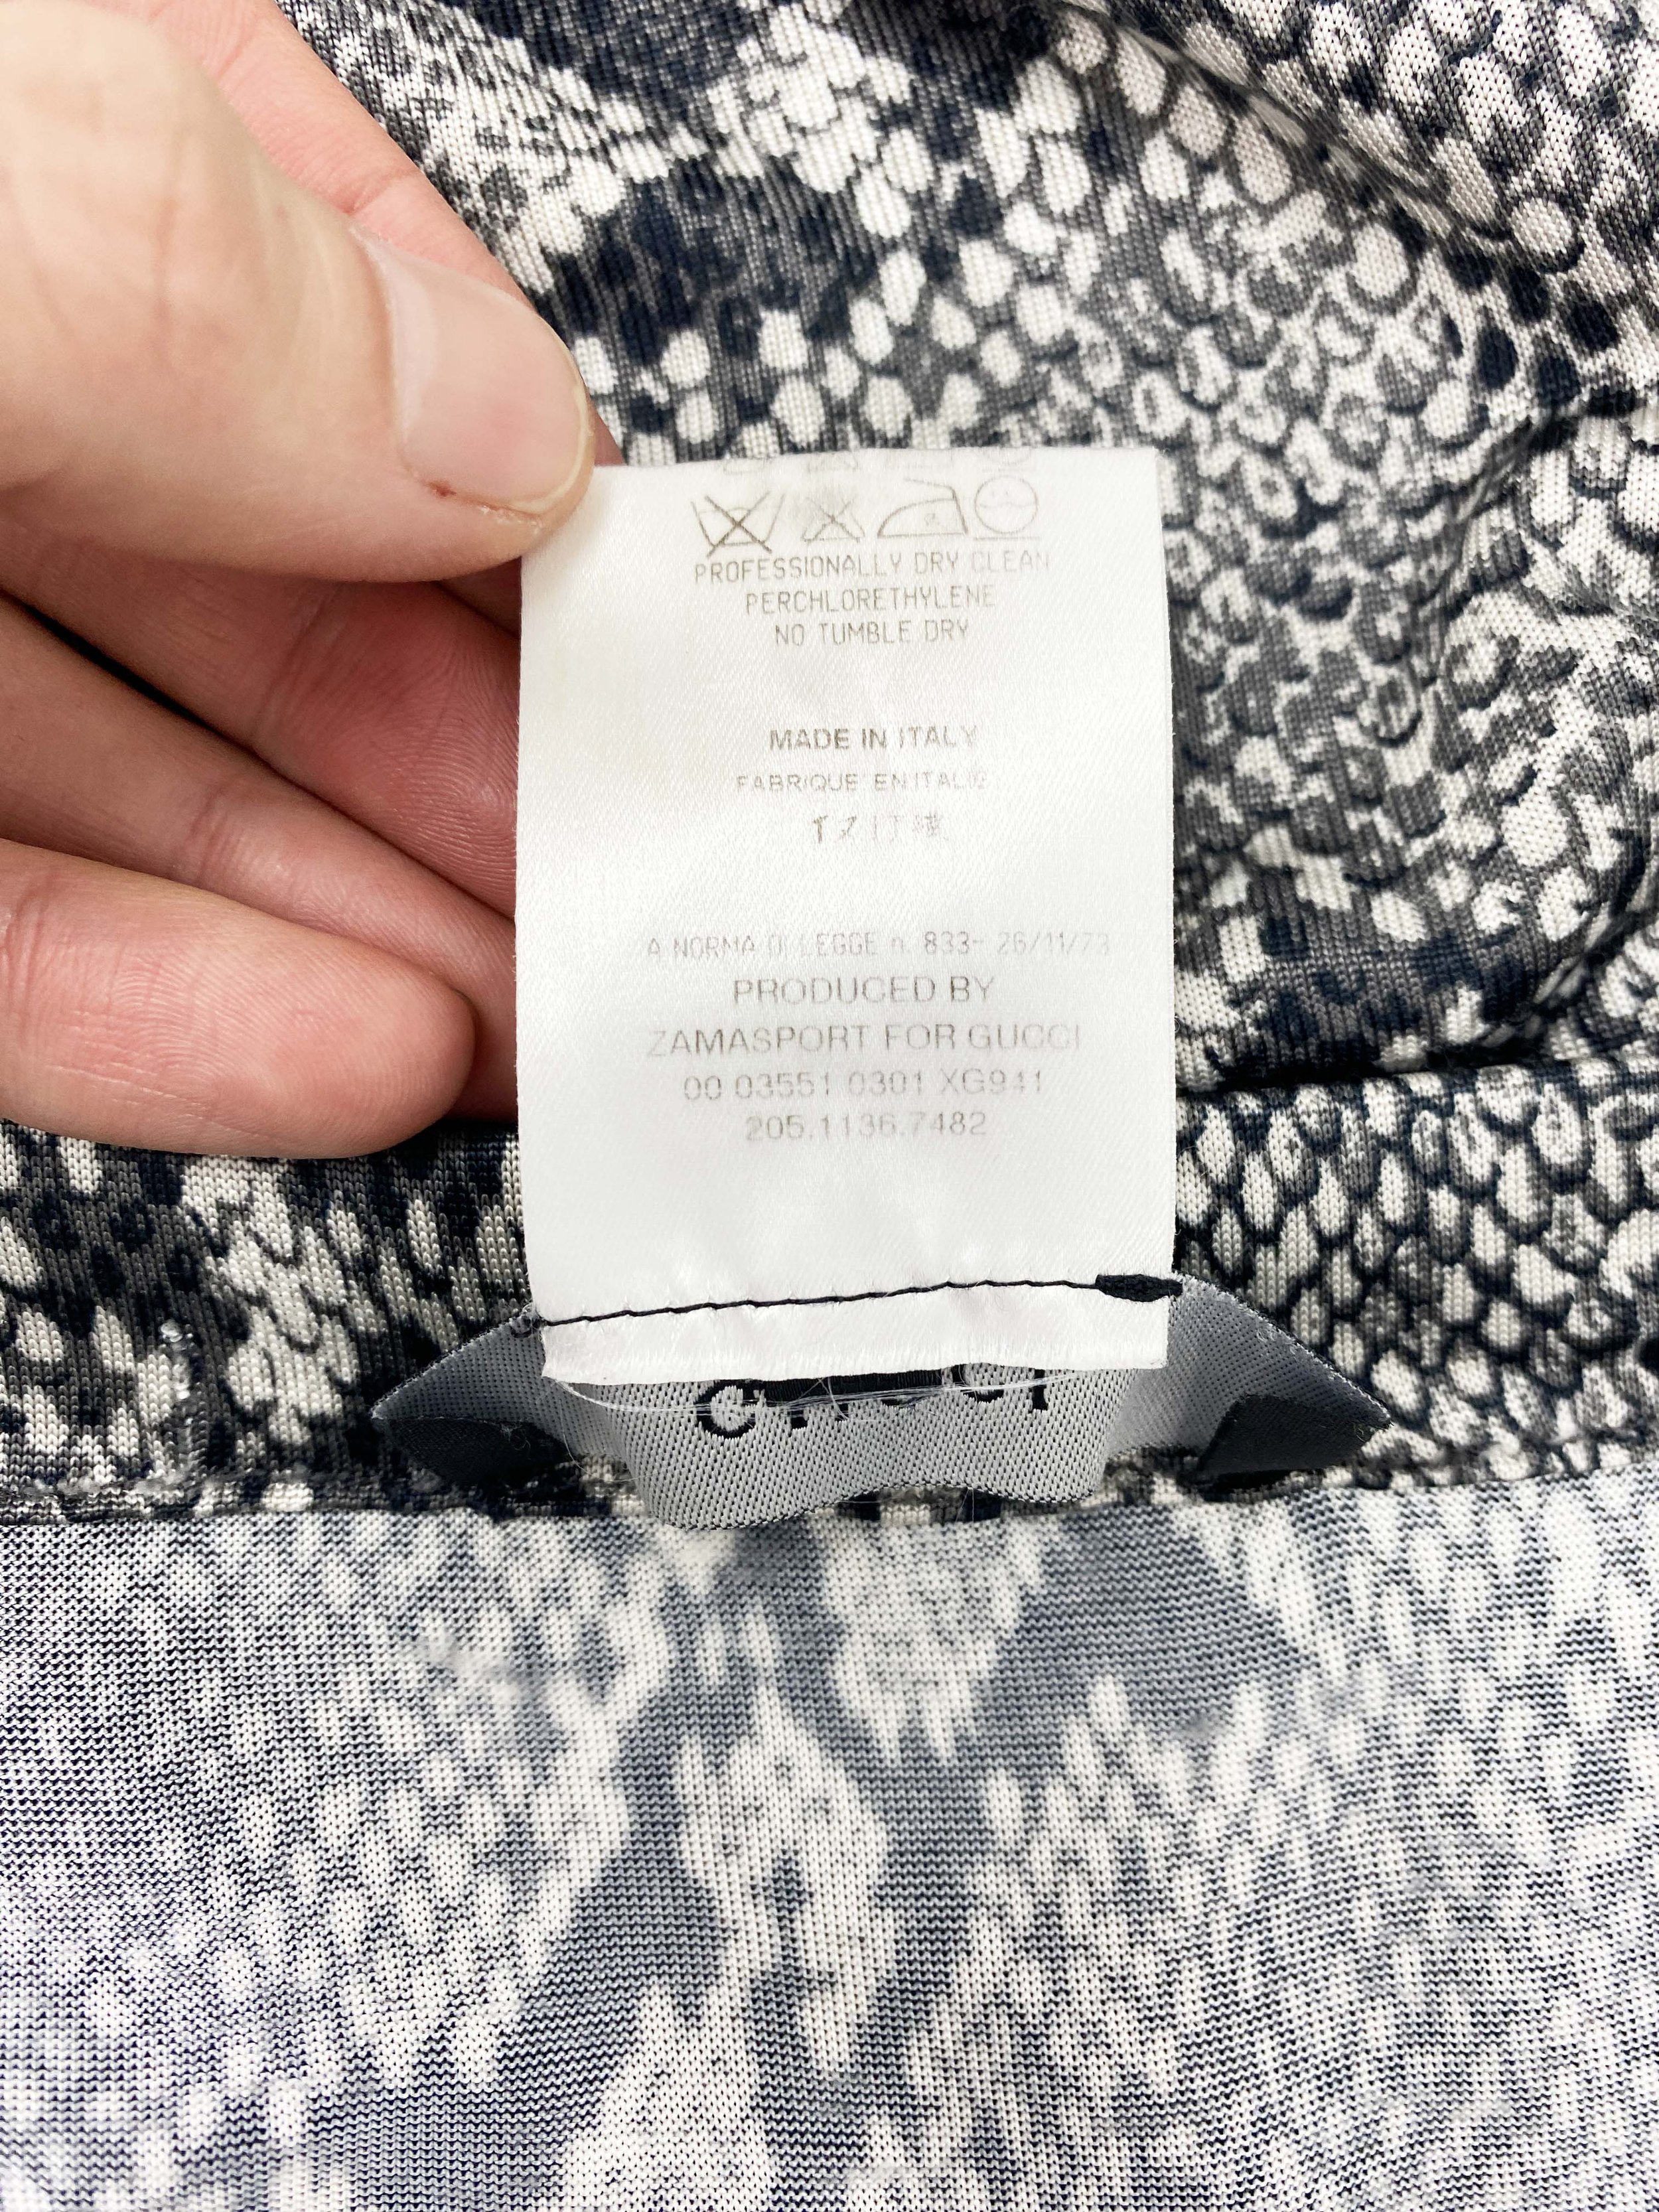 PROFESSIONALLY DRY CLEAN
PERCHLORETHYLENE
NO TUMBLE DRY
MADE IN ITALY
FABRIQUE EN ITALIE
A NORMA DI LEGGE n. 883- 26/11/73
PRODUCED BY
ZAMASPORT FOR GUCCI
00 03551 0301 XG941
205.1136.7482